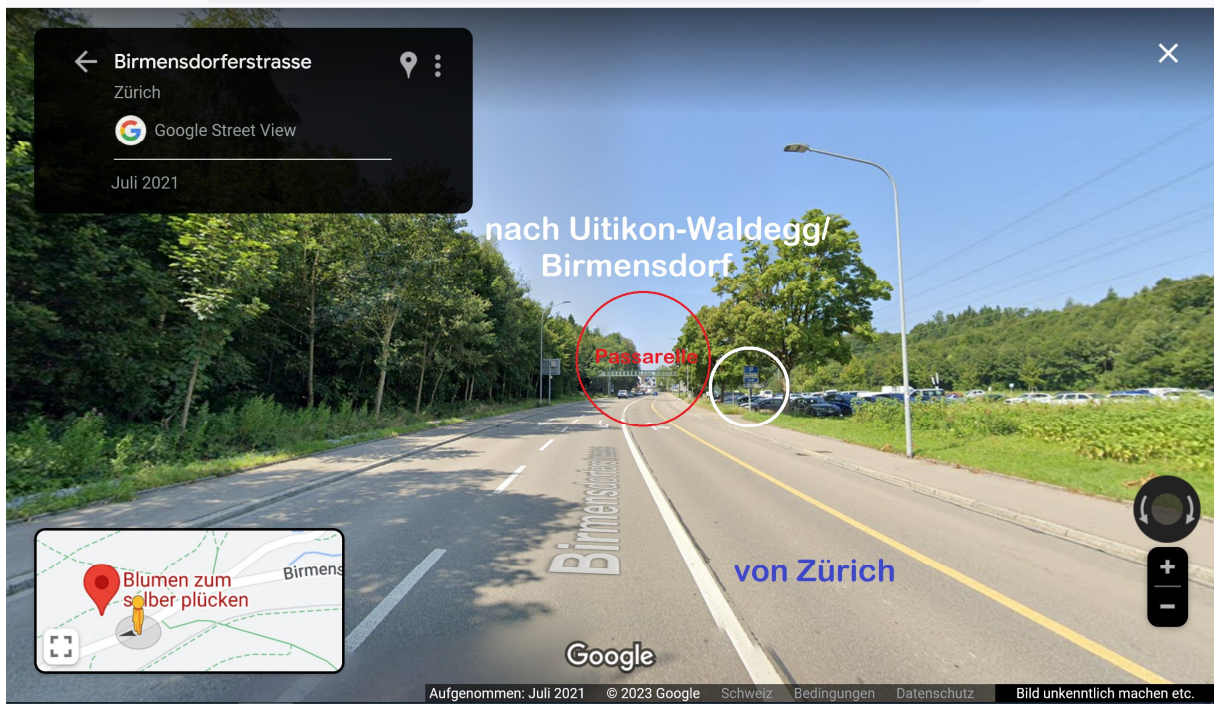 Birmensdorferstrasse
Zürich
Google Street View
Juli 2021
nach Uitikon-Waldegg/
Birmensdorf
Passarelle
Birmensdorferstrasse
von Zürich
Birmens
Blumen zum
selber plücken
+
−
Google
Aufgenommen: Juli 2021 © 2023 Google Schweiz Bedingungen Datenschutz Bild unkenntlich machen etc.